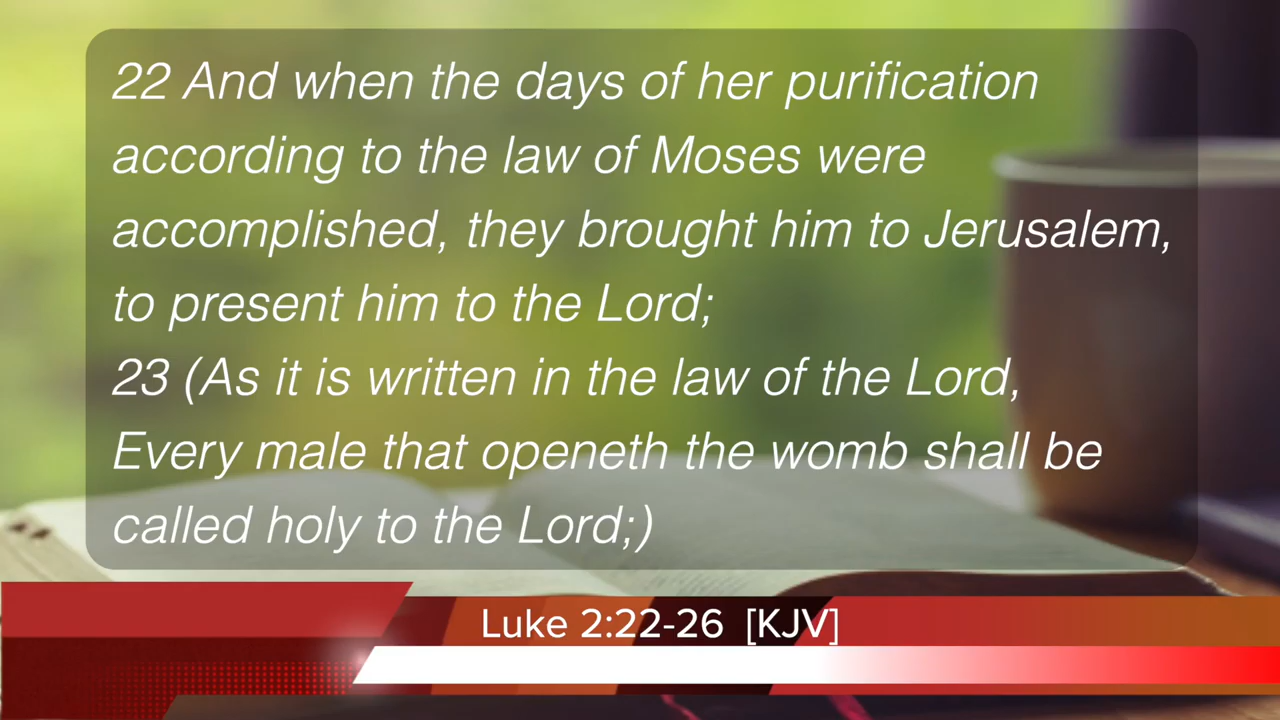 22 And when the days of her purification
according to the law of Moses were
accomplished, they brought him to Jerusalem,
to present him to the Lord;
23 (As it is written in the law of the Lord,
Every male that openeth the womb shall be
called holy to the Lord;)
Luke 2:22-26 [KJV]